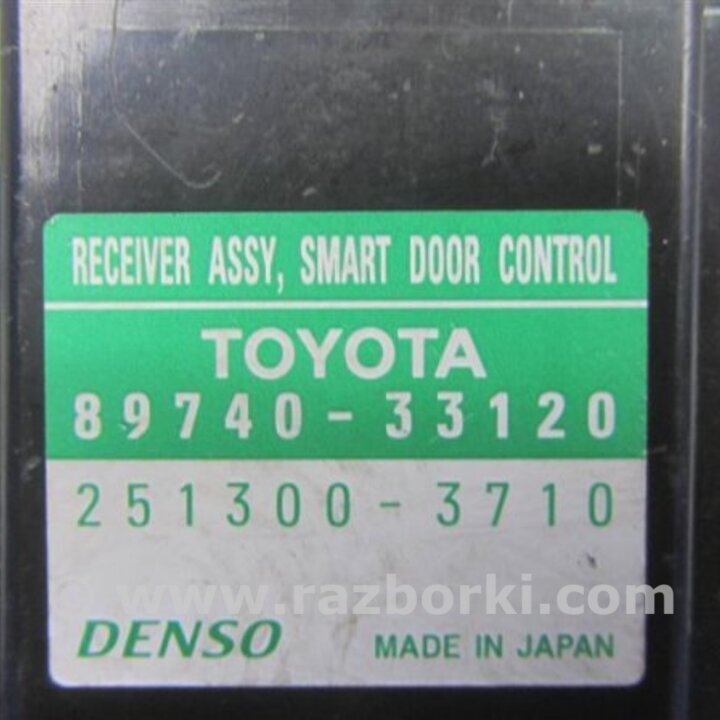 RECEIVER ASSY, SMART DOOR CONTROL
TOYOTA
89740-33120
251300-3710
www.razborki.com
DENSO MADE IN JAPAN